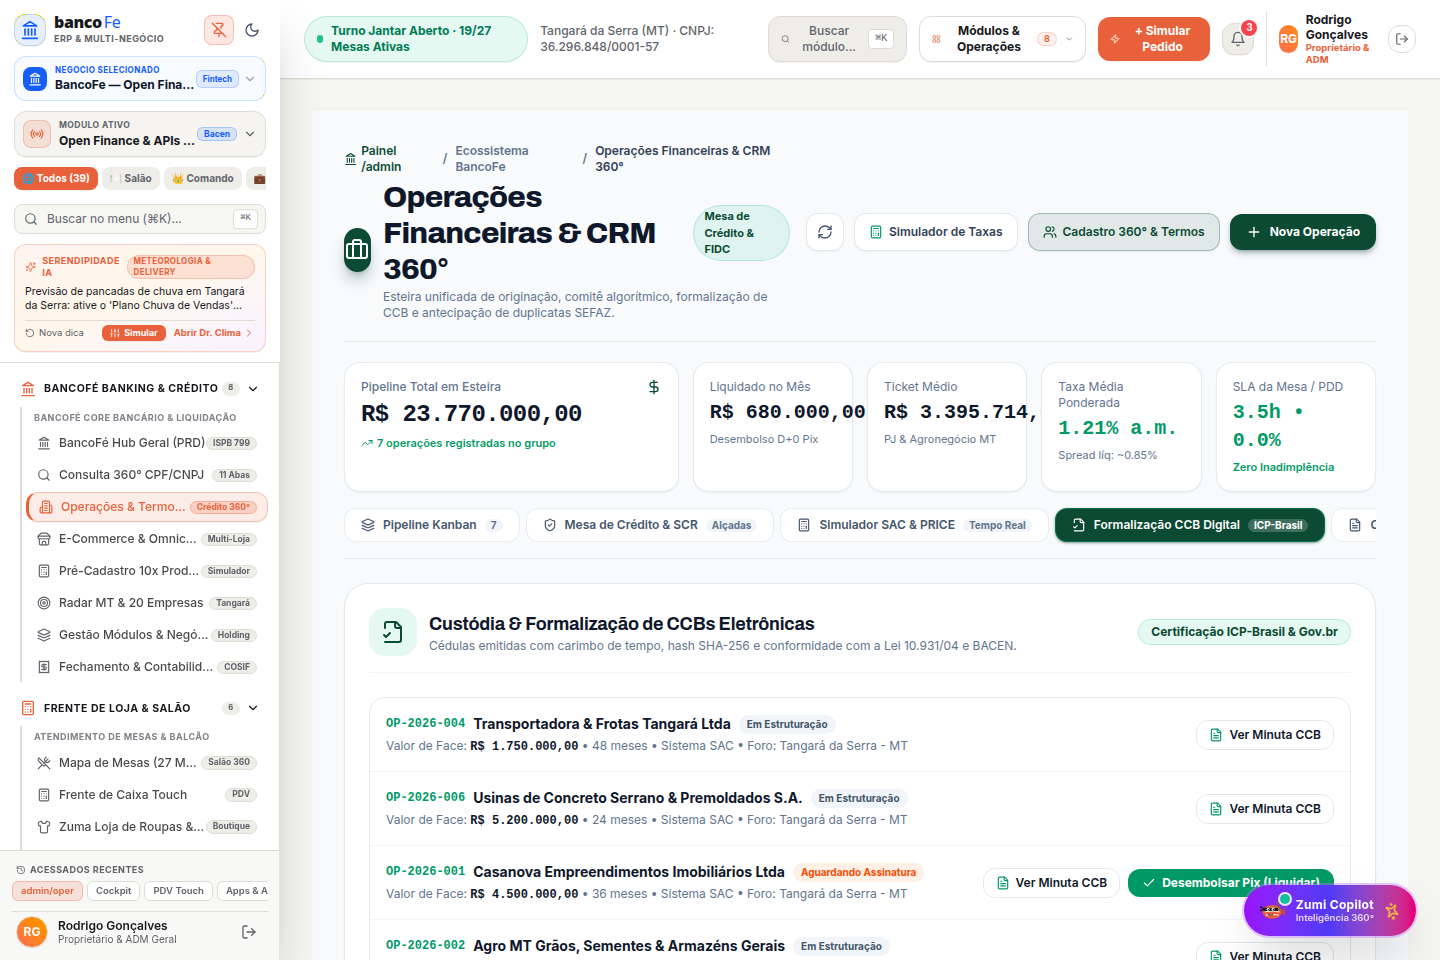 banco Fe
ERP & MULTI-NEGÓCIO
NEGOCIO SELECIONADO
BancoFe — Open Fina...
Fintech
MODULO ATIVO
Open Finance & APIs ...
Bacen
Todos (39)
Salão
Comando
Buscar no menu (⌘K)...
⌘K
SERENDIPIDADE IA
METEOROLOGIA & DELIVERY
Previsão de pancadas de chuva em Tangará da Serra: ative o 'Plano Chuva de Vendas'...
Nova dica
Simular
Abrir Dr. Clima
BANCOFÉ BANKING & CRÉDITO
8
BANCOFÉ CORE BANCÁRIO & LIQUIDAÇÃO
BancoFé Hub Geral (PRD)
ISPB 799
Consulta 360° CPF/CNPJ
11 Abas
Operações & Termo...
Crédito 360°
E-Commerce & Omnic...
Multi-Loja
Pré-Cadastro 10x Prod...
Simulador
Radar MT & 20 Empresas
Tangará
Gestão Módulos & Negó...
Holding
Fechamento & Contabilid...
COSIF
FRENTE DE LOJA & SALÃO
6
ATENDIMENTO DE MESAS & BALCÃO
Mapa de Mesas (27 M...
Salão 360
Frente de Caixa Touch
PDV
Zuma Loja de Roupas &...
Boutique
ACESSADOS RECENTES
admin/oper
Cockpit
PDV Touch
Apps & A
RG
Rodrigo Gonçalves
Proprietário & ADM Geral
Turno Jantar Aberto · 19/27 Mesas Ativas
Tangará da Serra (MT) · CNPJ: 36.296.848/0001-57
Buscar módulo...
⌘K
Módulos & Operações
8
+ Simular Pedido
3
RG
Rodrigo Gonçalves
Proprietário & ADM
Painel /admin
/
Ecossistema BancoFe
/
Operações Financeiras & CRM 360°
Operações Financeiras & CRM 360°
Mesa de Crédito & FIDC
Esteira unificada de originação, comitê algorítmico, formalização de CCB e antecipação de duplicatas SEFAZ.
Simulador de Taxas
Cadastro 360° & Termos
Nova Operação
Pipeline Total em Esteira
R$ 23.770.000,00
7 operações registradas no grupo
Liquidado no Mês
R$ 680.000,00
Desembolso D+0 Pix
Ticket Médio
R$ 3.395.714,
PJ & Agronegócio MT
Taxa Média Ponderada
1.21% a.m.
Spread líq: ~0.85%
SLA da Mesa / PDD
3.5h • 0.0%
Zero Inadimplência
Pipeline Kanban
7
Mesa de Crédito & SCR
Alçadas
Simulador SAC & PRICE
Tempo Real
Formalização CCB Digital
ICP-Brasil
Custódia & Formalização de CCBs Eletrônicas
Cédulas emitidas com carimbo de tempo, hash SHA-256 e conformidade com a Lei 10.931/04 e BACEN.
Certificação ICP-Brasil & Gov.br
OP-2026-004 Transportadora & Frotas Tangará Ltda Em Estruturação
Valor de Face: R$ 1.750.000,00 • 48 meses • Sistema SAC • Foro: Tangará da Serra - MT
Ver Minuta CCB
OP-2026-006 Usinas de Concreto Serrano & Premoldados S.A. Em Estruturação
Valor de Face: R$ 5.200.000,00 • 24 meses • Sistema SAC • Foro: Tangará da Serra - MT
Ver Minuta CCB
OP-2026-001 Casanova Empreendimentos Imobiliários Ltda Aguardando Assinatura
Valor de Face: R$ 4.500.000,00 • 36 meses • Sistema SAC • Foro: Tangará da Serra - MT
Ver Minuta CCB
Desembolsar Pix (Liquidar)
OP-2026-002 Agro MT Grãos, Sementes & Armazéns Gerais Em Estruturação
Ver Minuta CCB
Zumi Copilot
Inteligência 360°